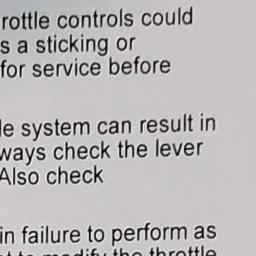 rottle controls could
s a sticking or
for service before
le system can result in
ways check the lever
Also check
in failure to perform as
to modify the throttle